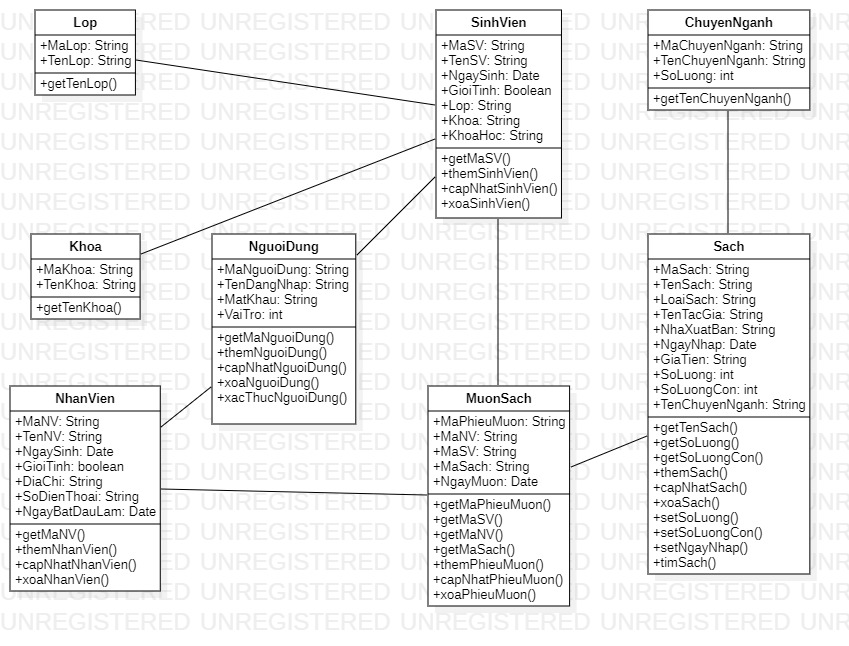 Lop
+MaLop: String
+TenLop: String
+getTenLop()
SinhVien
+MaSV: String
+TenSV: String
+NgaySinh: Date
+GioiTinh: Boolean
+Lop: String
+Khoa: String
+KhoaHoc: String
+getMaSV()
+themSinhVien()
+capNhatSinhVien()
+xoaSinhVien()
ChuyenNganh
+MaChuyenNganh: String
+TenChuyenNganh: String
+SoLuong: int
+getTenChuyenNganh()
Khoa
+MaKhoa: String
+TenKhoa: String
+getTenKhoa()
NguoiDung
+MaNguoiDung: String
+TenDangNhap: String
+MatKhau: String
+VaiTro: int
+getMaNguoiDung()
+themNguoiDung()
+capNhatNguoiDung()
+xoaNguoiDung()
+xacThucNguoiDung()
Sach
+MaSach: String
+TenSach: String
+LoaiSach: String
+TenTacGia: String
+NhaXuatBan: String
+NgayNhap: Date
+GiaTien: String
+SoLuong: int
+SoLuongCon: int
+TenChuyenNganh: String
+getTenSach()
+getSoLuong()
+getSoLuongCon()
+themSach()
+capNhatSach()
+xoaSach()
+setSoLuong()
+setSoLuongCon()
+setNgayNhap()
+timSach()
NhanVien
+MaNV: String
+TenNV: String
+NgaySinh: Date
+GioiTinh: boolean
+DiaChi: String
+SoDienThoai: String
+NgayBatDauLam: Date
+getMaNV()
+themNhanVien()
+capNhatNhanVien()
+xoaNhanVien()
MuonSach
+MaPhieuMuon: String
+MaNV: String
+MaSV: String
+MaSach: String
+NgayMuon: Date
+getMaPhieuMuon()
+getMaSV()
+getMaNV()
+getMaSach()
+themPhieuMuon()
+capNhatPhieuMuon()
+xoaPhieuMuon()
UNREGISTERED UNREGISTERED UNREGISTERED UNREGISTERED UNR